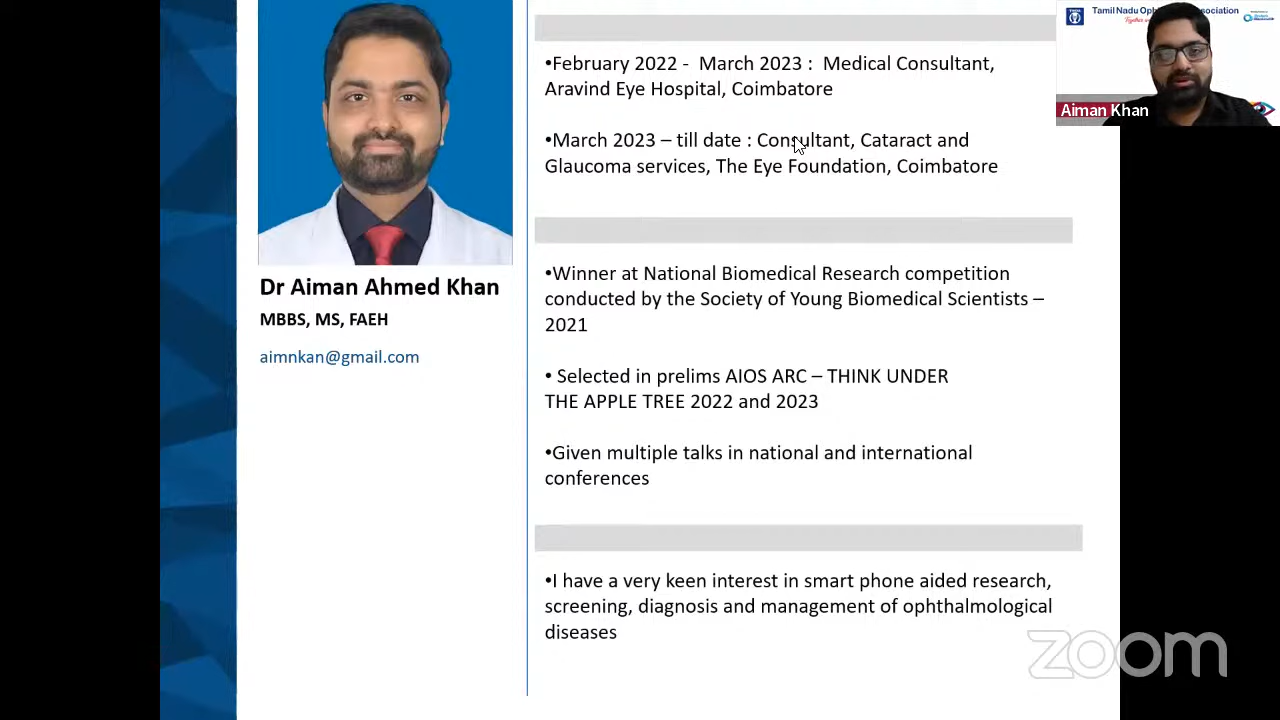 Dr Aiman Ahmed Khan
MBBS, MS, FAEH
aimnkan@gmail.com
•February 2022 - March 2023 : Medical Consultant,
Aravind Eye Hospital, Coimbatore
•March 2023 – till date : Consultant, Cataract and
Glaucoma services, The Eye Foundation, Coimbatore
•Winner at National Biomedical Research competition
conducted by the Society of Young Biomedical Scientists –
2021
• Selected in prelims AIOS ARC – THINK UNDER
THE APPLE TREE 2022 and 2023
•Given multiple talks in national and international
conferences
•I have a very keen interest in smart phone aided research,
screening, diagnosis and management of ophthalmological
diseases
Tamil Nadu Oph
ssociation
Together
Aiman Khan
zoom